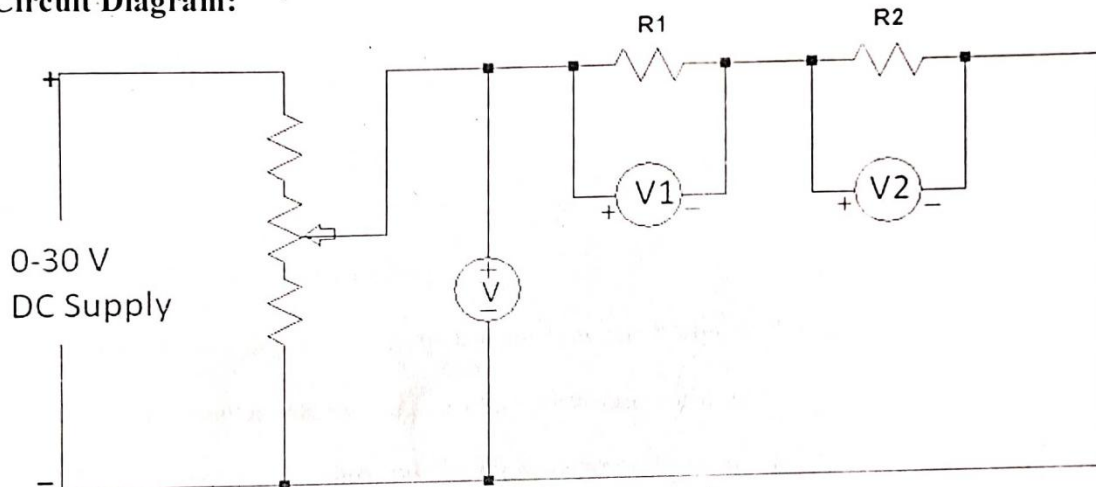 Circuit Diagram:
R1
R2
+
V1
+ −
V2
+ −
0-30 V
DC Supply
+
V
−
−